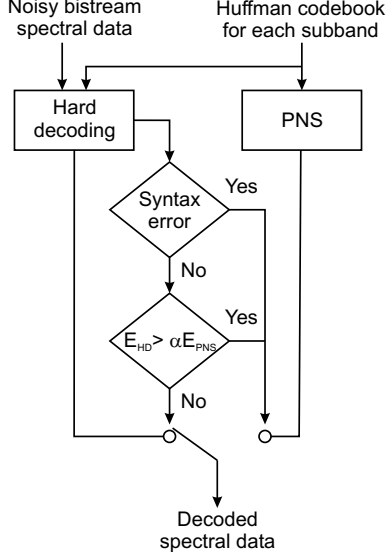 Noisy bistream
spectral data
Huffman codebook
for each subband
Hard
decoding
PNS
Syntax
error
Yes
No
E_HD> αE_PNS
Yes
No
Decoded
spectral data